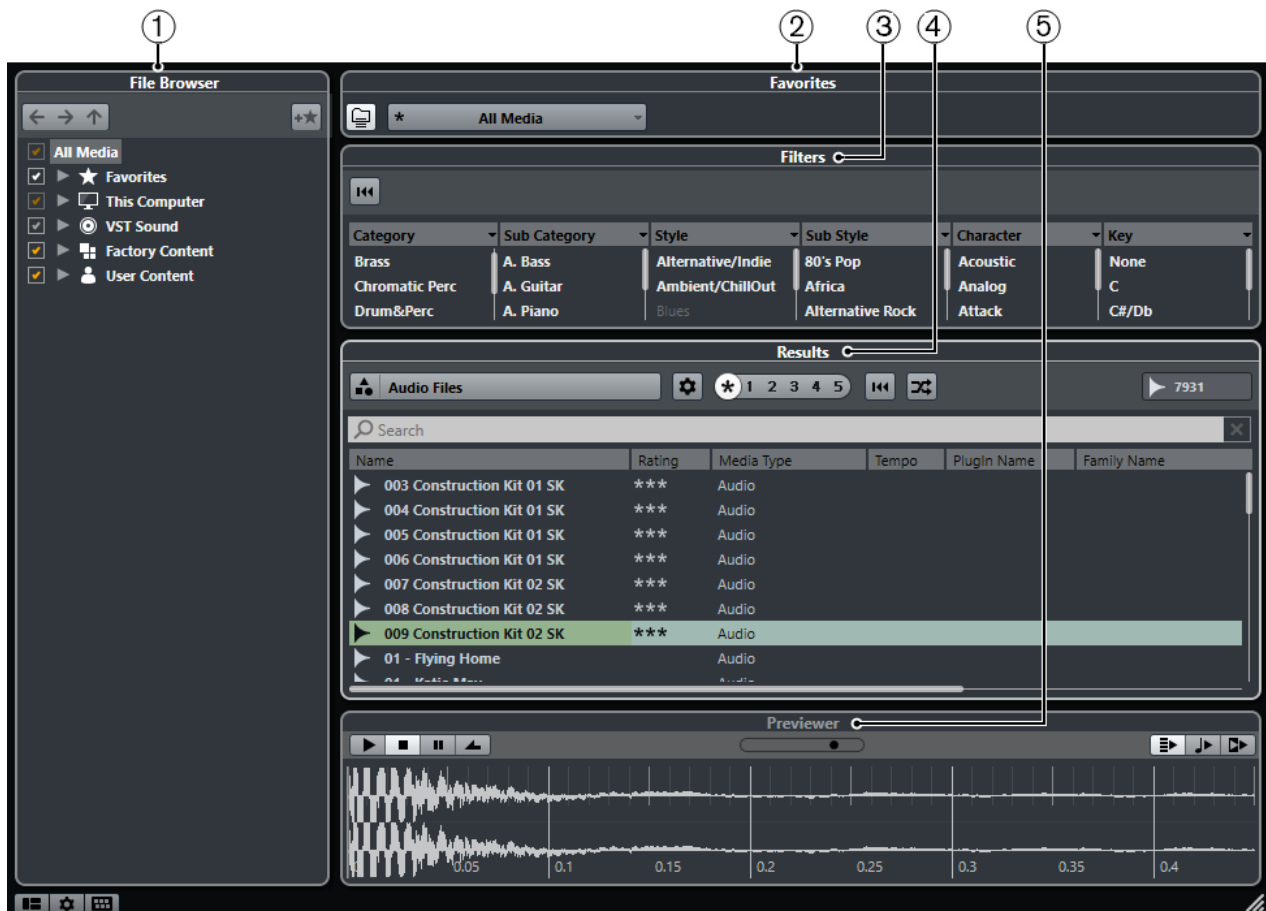 1 2 3 4 5
File Browser
All Media
Favorites
This Computer
VST Sound
Factory Content
User Content
Favorites
* All Media
Filters
Category Sub Category Style Sub Style Character Key
Brass A. Bass Alternative/Indie 80's Pop Acoustic None
Chromatic Perc A. Guitar Ambient/ChillOut Africa Analog C
Drum&Perc A. Piano Blues Alternative Rock Attack C#/Db
Results
Audio Files * 1 2 3 4 5 7931
Search
Name Rating Media Type Tempo PlugIn Name Family Name
003 Construction Kit 01 SK *** Audio
004 Construction Kit 01 SK *** Audio
005 Construction Kit 01 SK *** Audio
006 Construction Kit 01 SK *** Audio
007 Construction Kit 02 SK *** Audio
008 Construction Kit 02 SK *** Audio
009 Construction Kit 02 SK *** Audio
01 - Flying Home Audio
Previewer
0.05 0.1 0.15 0.2 0.25 0.3 0.35 0.4